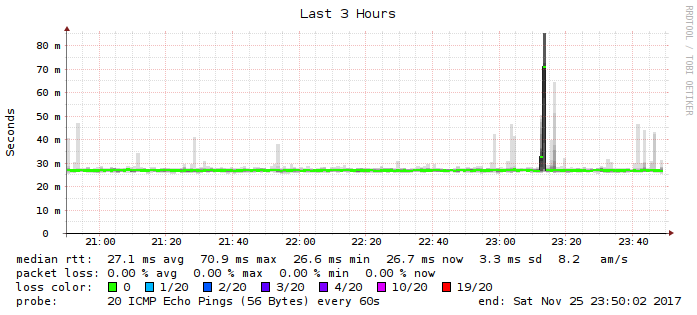 Last 3 Hours
RRDTOOL / TOBI OETIKER
Seconds
80 m
70 m
60 m
50 m
40 m
30 m
20 m
10 m
0
21:00 21:20 21:40 22:00 22:20 22:40 23:00 23:20 23:40
median rtt: 27.1 ms avg 70.9 ms max 26.6 ms min 26.7 ms now 3.3 ms sd 8.2 am/s
packet loss: 0.00 % avg 0.00 % max 0.00 % min 0.00 % now
loss color: 0 1/20 2/20 3/20 4/20 10/20 19/20
probe: 20 ICMP Echo Pings (56 Bytes) every 60s end: Sat Nov 25 23:50:02 2017